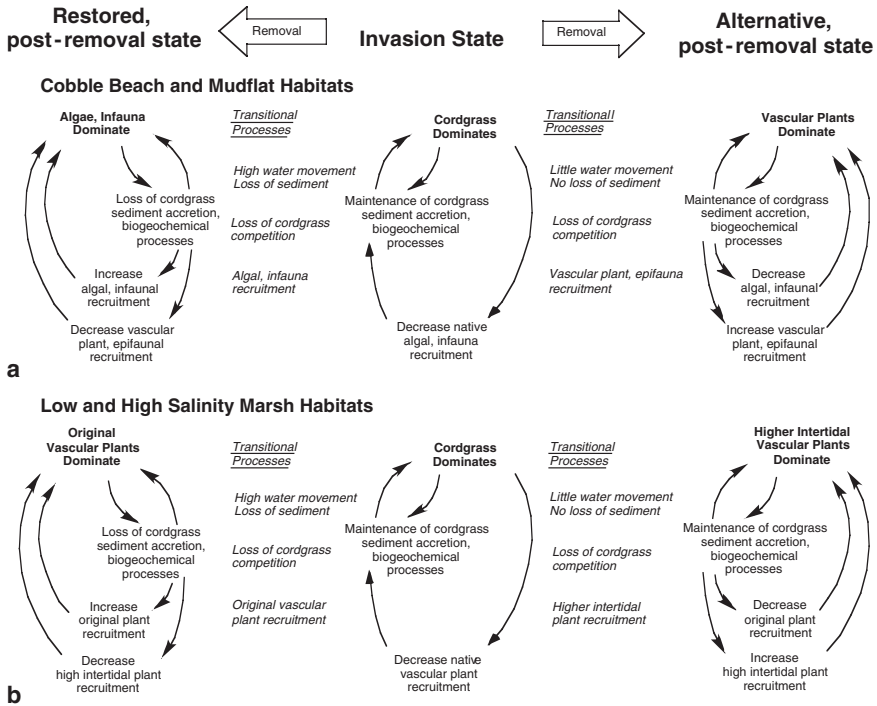 Restored,
post-removal state
Removal
Invasion State
Removal
Alternative,
post-removal state
Cobble Beach and Mudflat Habitats
Algae, Infauna
Dominate
Loss of cordgrass
sediment accretion,
biogeochemical
processes
Increase
algal, infaunal
recruitment
Decrease vascular
plant, epifaunal
recruitment
Transitional
Processes
High water movement
Loss of sediment
Loss of cordgrass
competition
Algal, infauna
recruitment
Cordgrass
Dominates
Maintenance of cordgrass
sediment accretion,
biogeochemical
processes
Decrease native
algal, infauna
recruitment
Transitionall
Processes
Little water movement
No loss of sediment
Loss of cordgrass
competition
Vascular plant, epifauna
recruitment
Vascular Plants
Dominate
Maintenance of cordgrass
sediment accretion,
biogeochemical
processes
Decrease
algal, infaunal
recruitment
Increase vascular
plant, epifaunal
recruitment
a
Low and High Salinity Marsh Habitats
Original
Vascular Plants
Dominate
Loss of cordgrass
sediment accretion,
biogeochemical
processes
Increase
original plant
recruitment
Decrease
high intertidal plant
recruitment
Transitional
Processes
High water movement
Loss of sediment
Loss of cordgrass
competition
Original vascular
plant recruitment
Cordgrass
Dominates
Maintenance of cordgrass
sediment accretion,
biogeochemical
processes
Decrease native
vascular plant
recruitment
Transitional
Processes
Little water movement
No loss of sediment
Loss of cordgrass
competition
Higher intertidal
plant recruitment
Higher Intertidal
Vascular Plants
Dominate
Maintenance of cordgrass
sediment accretion,
biogeochemical
processes
Decrease
original plant
recruitment
Increase
high intertidal plant
recruitment
b